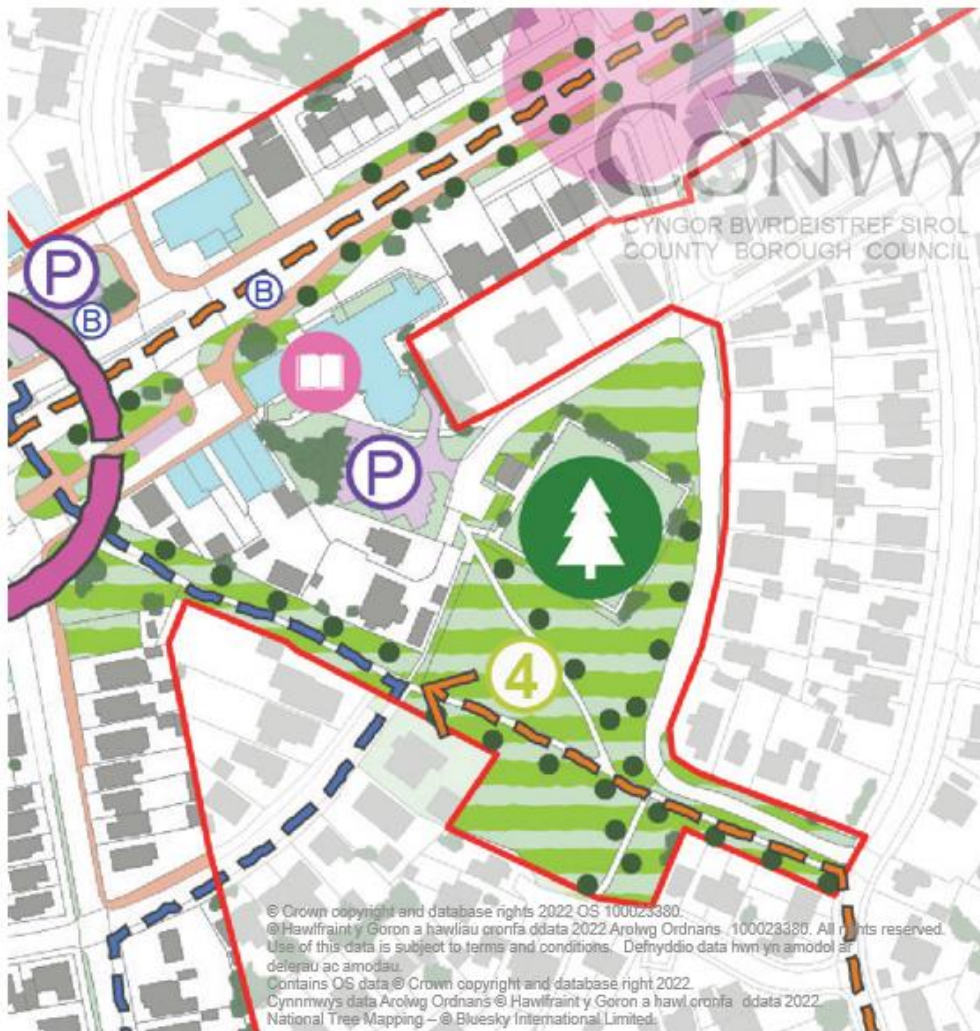 CONWY
CYNGOR BWRDEISTREF SIROL
COUNTY BOROUGH COUNCIL
P
B
B
P
4
© Crown copyright and database rights 2022 OS 100023380.
© Hawlfraint y Goron a hawliau cronfa ddata 2022 Arolwg Ordnans 100023380. All rights reserved.
Use of this data is subject to terms and conditions. Defnyddio data hwn yn amodol ar
delerau ac amodau.
Contains OS data © Crown copyright and database right 2022.
Cynnmwys data Arolwg Ordnans © Hawlfraint y Goron a hawl cronfa ddata 2022
National Tree Mapping – © Bluesky International Limited.